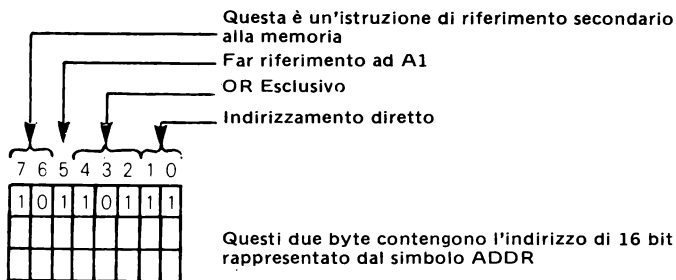 Questa è un'istruzione di riferimento secondario
alla memoria
Far riferimento ad A1
OR Esclusivo
Indirizzamento diretto
7 6 5 4 3 2 1 0
1 0 1 1 0 1 1 1
Questi due byte contengono l'indirizzo di 16 bit
rappresentato dal simbolo ADDR